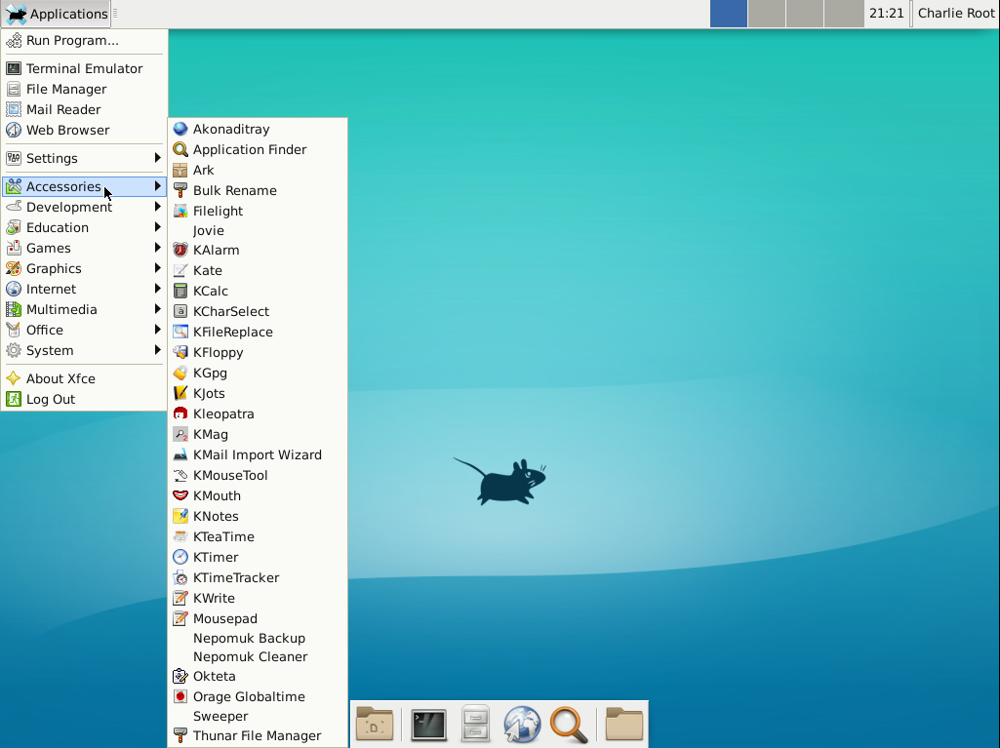 Applications
21:21
Charlie Root
Run Program...
Terminal Emulator
File Manager
Mail Reader
Web Browser
Settings
Accessories
Development
Education
Games
Graphics
Internet
Multimedia
Office
System
About Xfce
Log Out
Akonaditray
Application Finder
Ark
Bulk Rename
Filelight
Jovie
KAlarm
Kate
KCalc
KCharSelect
KFileReplace
KFloppy
KGpg
KJots
Kleopatra
KMag
KMail Import Wizard
KMouseTool
KMouth
KNotes
KTeaTime
KTimer
KTimeTracker
KWrite
Mousepad
Nepomuk Backup
Nepomuk Cleaner
Okteta
Orage Globaltime
Sweeper
Thunar File Manager
D